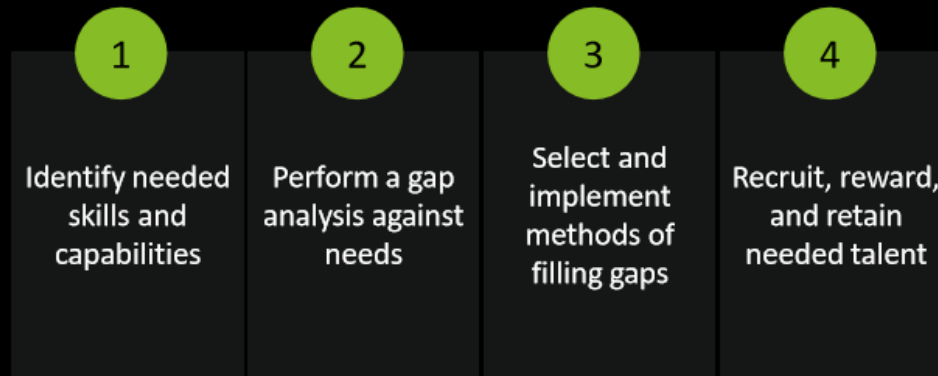 1
Identify needed
skills and
capabilities
2
Perform a gap
analysis against
needs
3
Select and
implement
methods of
filling gaps
4
Recruit, reward,
and retain
needed talent